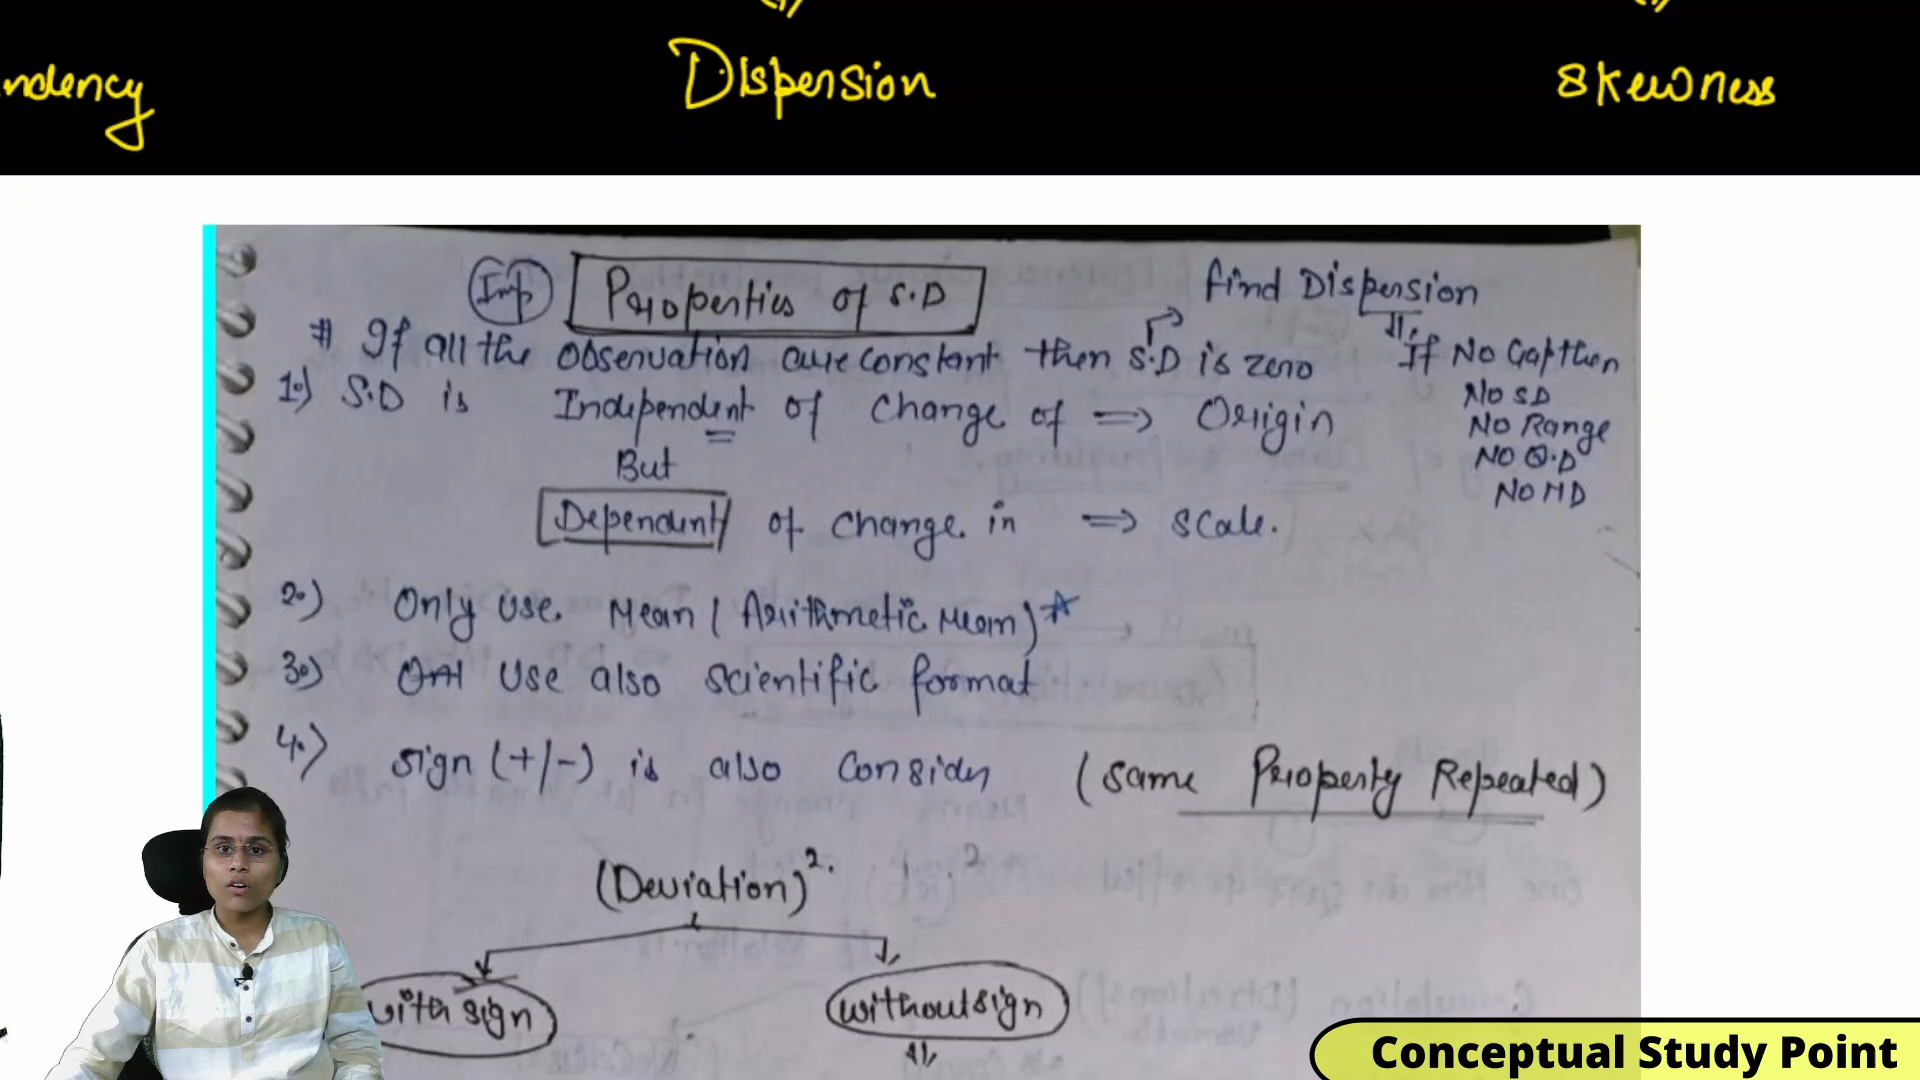 ndency
Dispersion
Skewness
Imp
Properties of S.D
find Dispersion
# If all the observation are constant then S.D is zero
If No Gap then
No SD
No Range
No Q.D
No MD
1.) S.D is Independent of change of => Origin
But
Dependent of change in => scale.
2.) Only use. Mean (Arithmetic Mean)*
3.) use also scientific format
4.) sign (+/-) is also consider (same Property Repeated)
(Deviation)2.
with sign
without sign
Conceptual Study Point